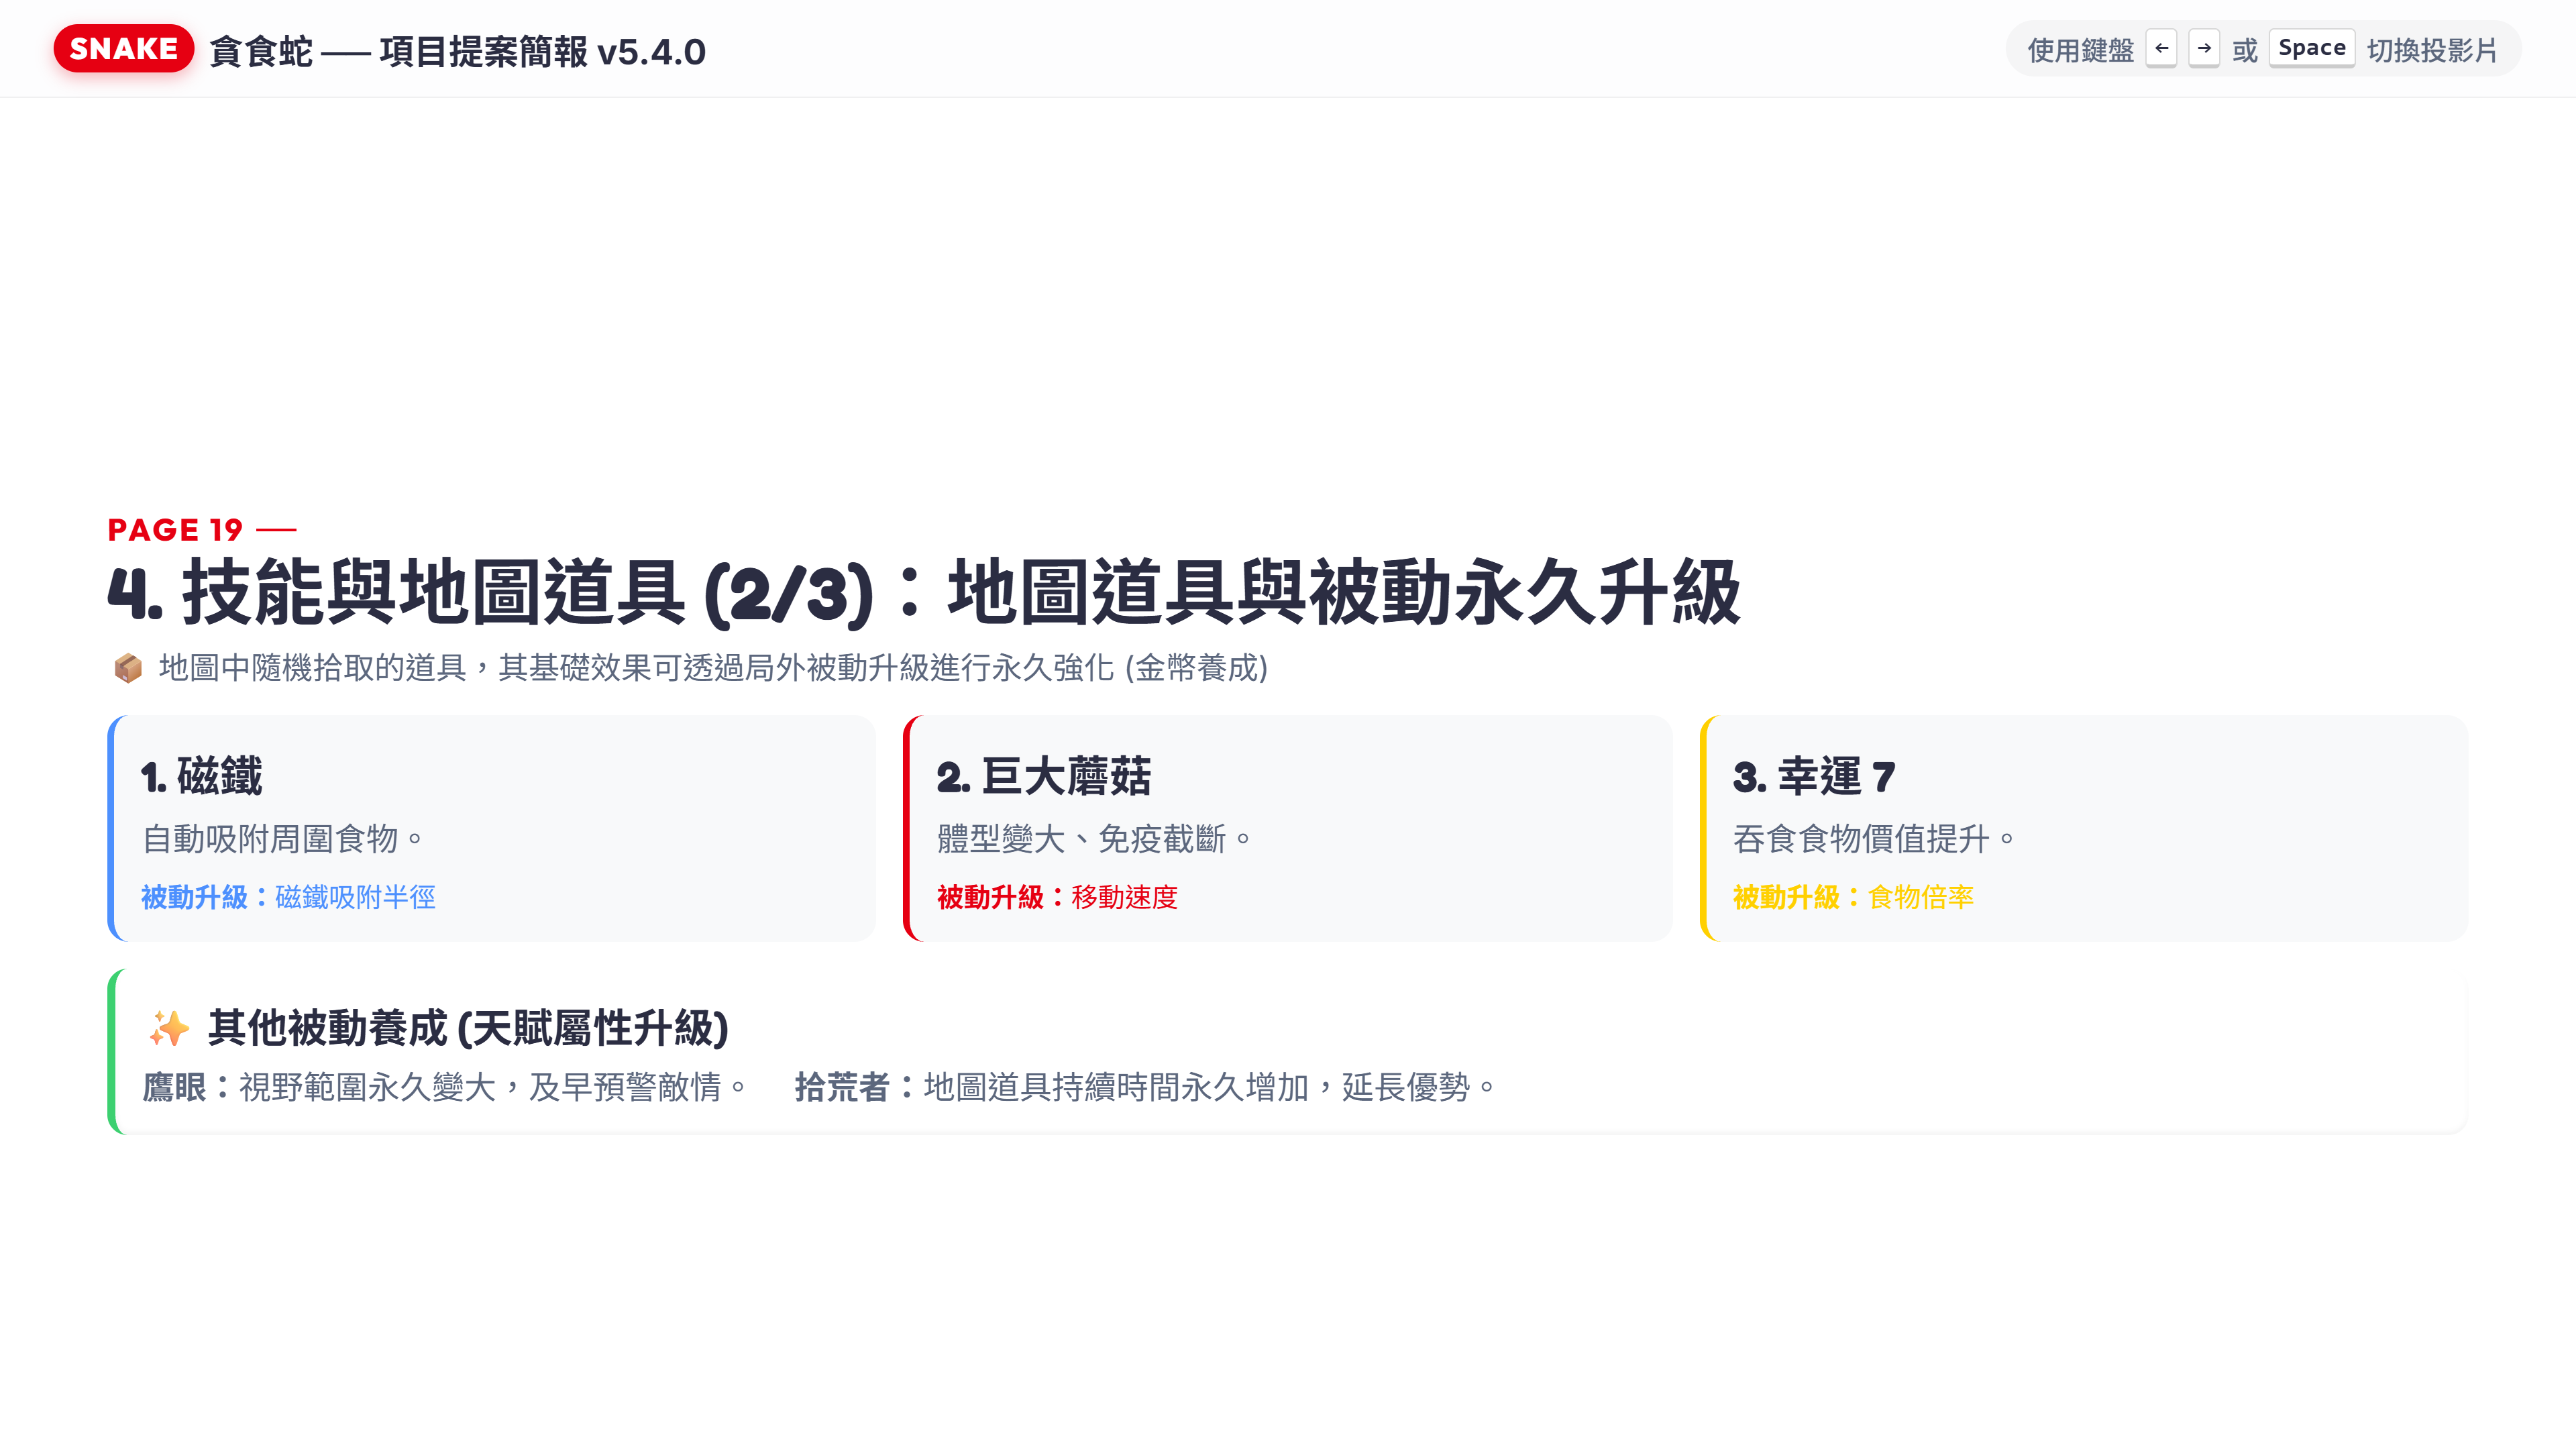 SNAKE 貪食蛇 —— 項目提案簡報 v5.4.0
使用鍵盤 ← → 或 Space 切換投影片
PAGE 19 —
4. 技能與地圖道具 (2/3)：地圖道具與被動永久升級
📦 地圖中隨機拾取的道具，其基礎效果可透過局外被動升級進行永久強化 (金幣養成)
1. 磁鐵
自動吸附周圍食物。
被動升級：磁鐵吸附半徑
2. 巨大蘑菇
體型變大、免疫截斷。
被動升級：移動速度
3. 幸運 7
吞食食物價值提升。
被動升級：食物倍率
✨ 其他被動養成 (天賦屬性升級)
鷹眼：視野範圍永久變大，及早預警敵情。 拾荒者：地圖道具持續時間永久增加，延長優勢。